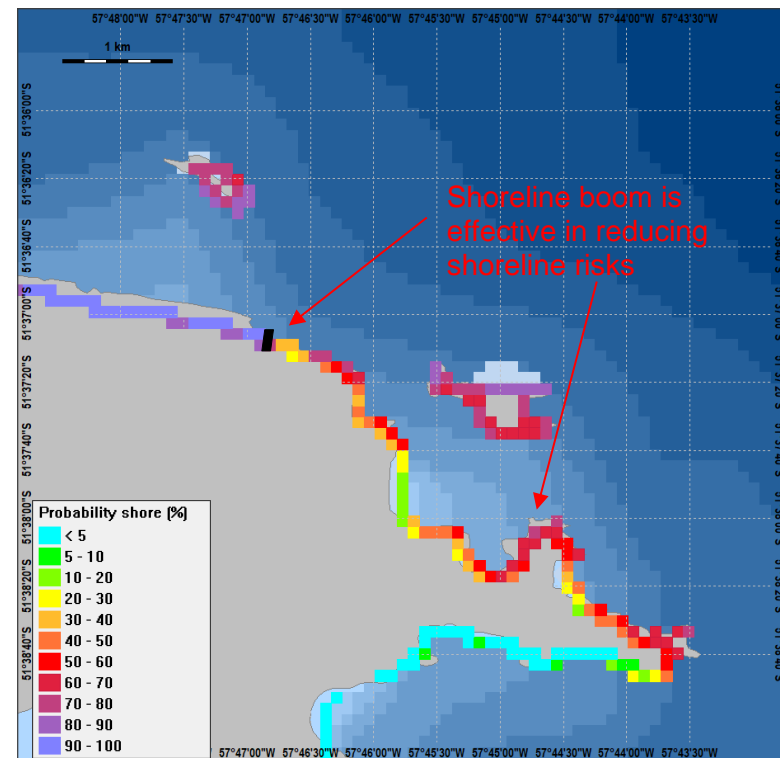 57°48'00"W 57°47'30"W 57°47'00"W 57°46'30"W 57°46'00"W 57°45'30"W 57°45'00"W 57°44'30"W 57°44'00"W 57°43'30"W
1 km
51°36'00"S
51°36'20"S
51°36'40"S
51°37'00"S
51°37'20"S
51°37'40"S
51°38'00"S
51°38'20"S
51°38'40"S
Shoreline boom is
effective in reducing
shoreline risks
Probability shore [%]
< 5
5 - 10
10 - 20
20 - 30
30 - 40
40 - 50
50 - 60
60 - 70
70 - 80
80 - 90
90 - 100
57°47'00"W 57°46'30"W 57°46'00"W 57°45'30"W 57°45'00"W 57°44'30"W 57°44'00"W 57°43'30"W